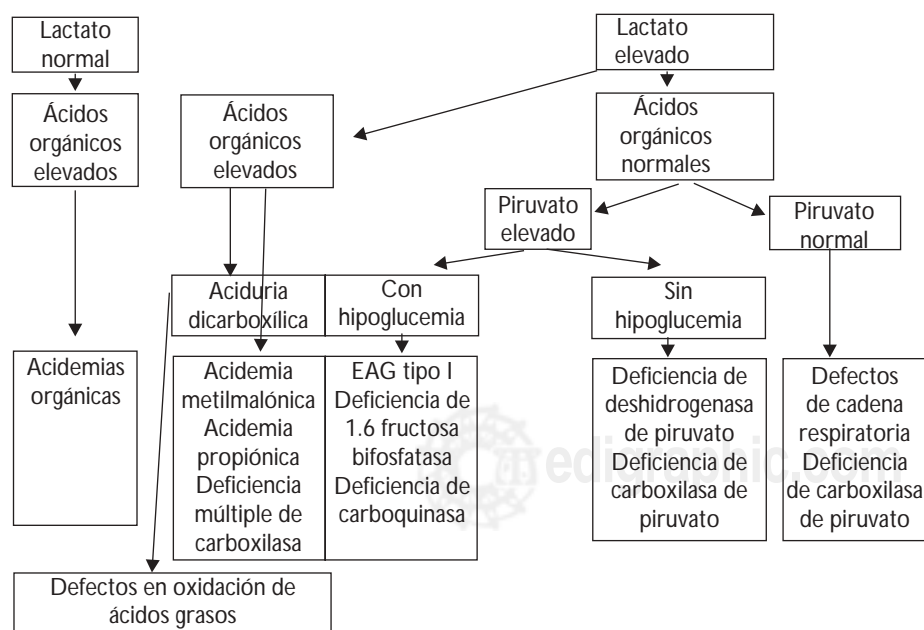 Lactato
normal
Lactato
elevado
Ácidos
orgánicos
elevados
Ácidos
orgánicos
elevados
Ácidos
orgánicos
normales
Piruvato
elevado
Piruvato
normal
Aciduria
dicarboxílica
Con
hipoglucemia
Sin
hipoglucemia
Acidemias
orgánicas
Acidemia
metilmalónica
Acidemia
propiónica
Deficiencia
múltiple de
carboxilasa
EAG tipo I
Deficiencia de
1.6 fructosa
bifosfatasa
Deficiencia de
carboquinasa
Deficiencia de
deshidrogenasa
de piruvato
Deficiencia de
carboxilasa de
piruvato
Defectos
de cadena
respiratoria
Deficiencia
de carboxilasa
de piruvato
Defectos en oxidación de
ácidos grasos
medigraphic.com